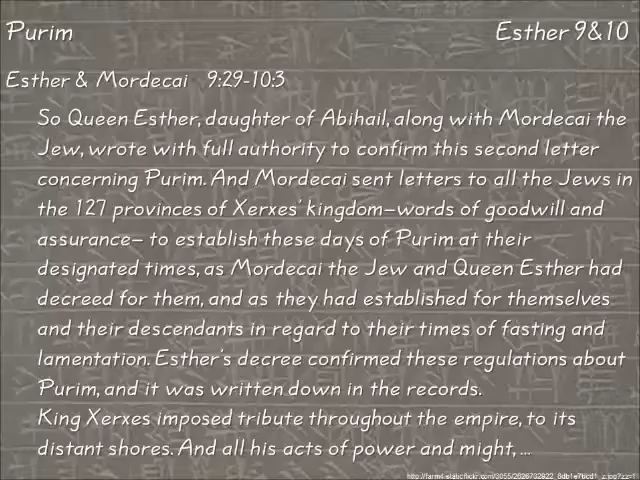 Purim Esther 9&10
Esther & Mordecai 9:29-10:3
So Queen Esther, daughter of Abihail, along with Mordecai the
Jew, wrote with full authority to confirm this second letter
concerning Purim. And Mordecai sent letters to all the Jews in
the 127 provinces of Xerxes' kingdom—words of goodwill and
assurance— to establish these days of Purim at their
designated times, as Mordecai the Jew and Queen Esther had
decreed for them, and as they had established for themselves
and their descendants in regard to their times of fasting and
lamentation. Esther's decree confirmed these regulations about
Purim, and it was written down in the records.
King Xerxes imposed tribute throughout the empire, to its
distant shores. And all his acts of power and might, ...